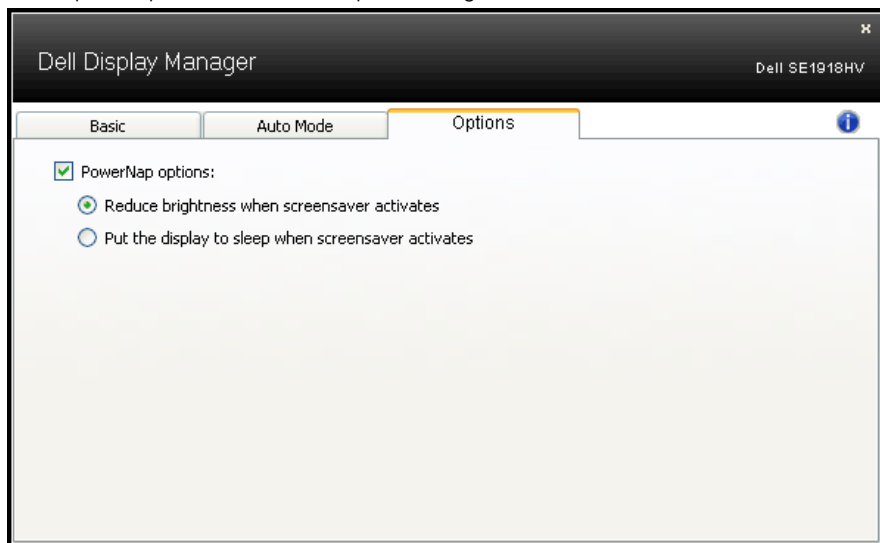 x
Dell Display Manager
Dell SE1918HV
Basic
Auto Mode
Options
i
PowerNap options:
Reduce brightness when screensaver activates
Put the display to sleep when screensaver activates